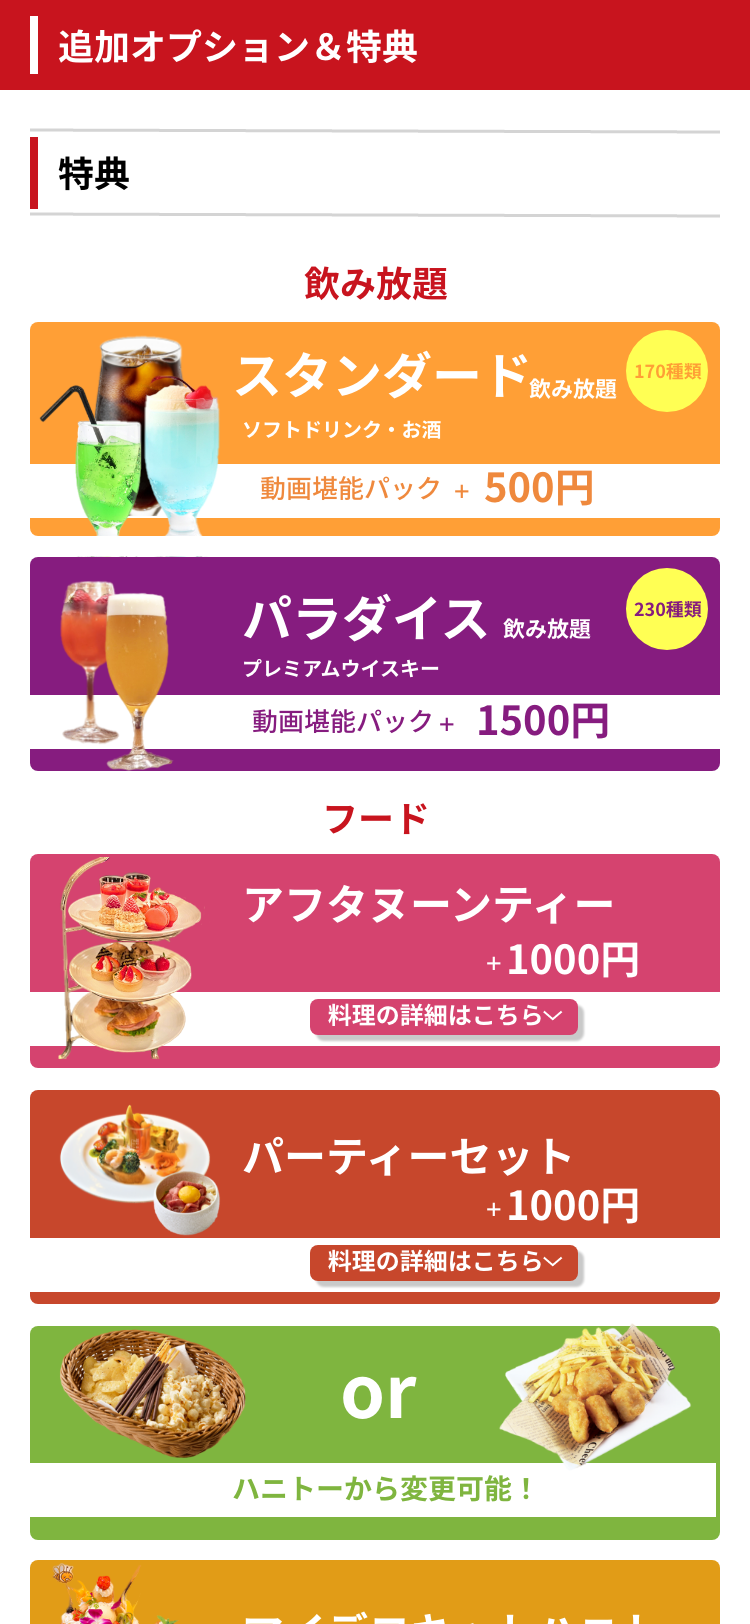 追加オプション＆特典
特典
飲み放題
スタンダード飲み放題
170種類
ソフトドリンク・お酒
動画堪能パック + 500円
パラダイス 飲み放題
230種類
プレミアムウイスキー
動画堪能パック + 1500円
フード
アフタヌーンティー
+1000円
料理の詳細はこちら
パーティーセット
+1000円
料理の詳細はこちら
or
ハニトーから変更可能！